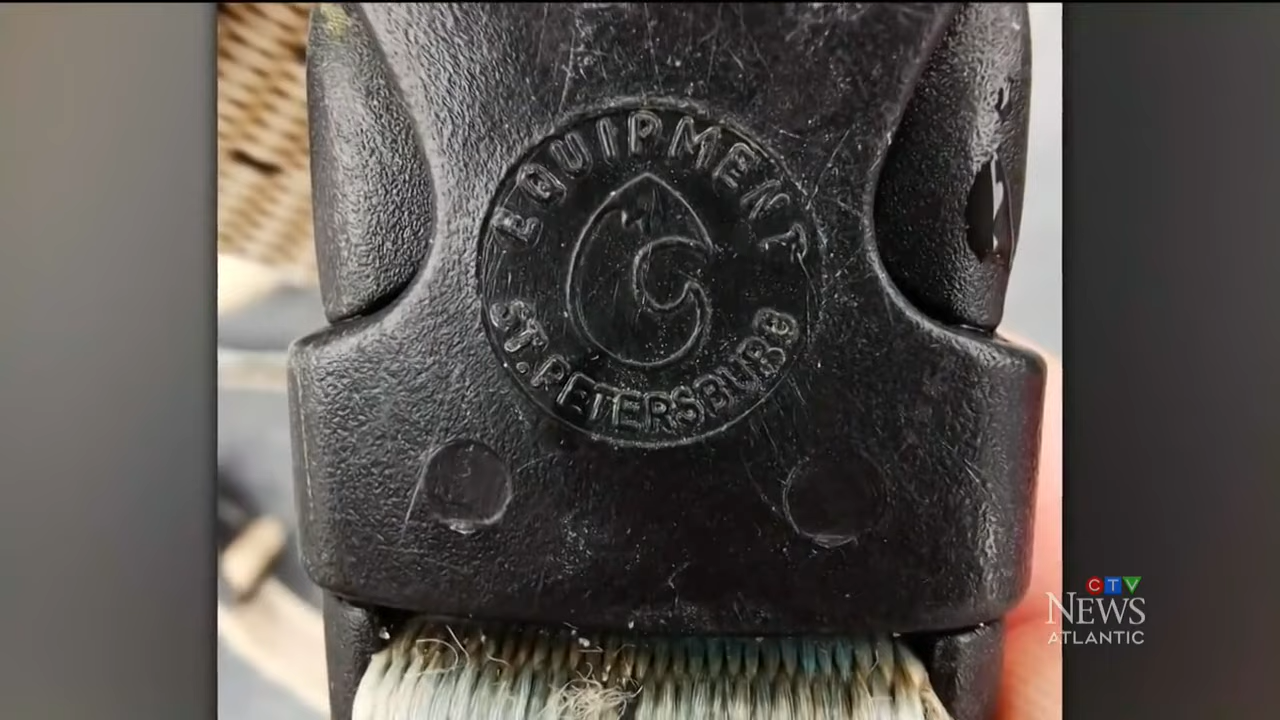 EQUIPMENT
ST. PETERSBURG
CTV
NEWS
ATLANTIC